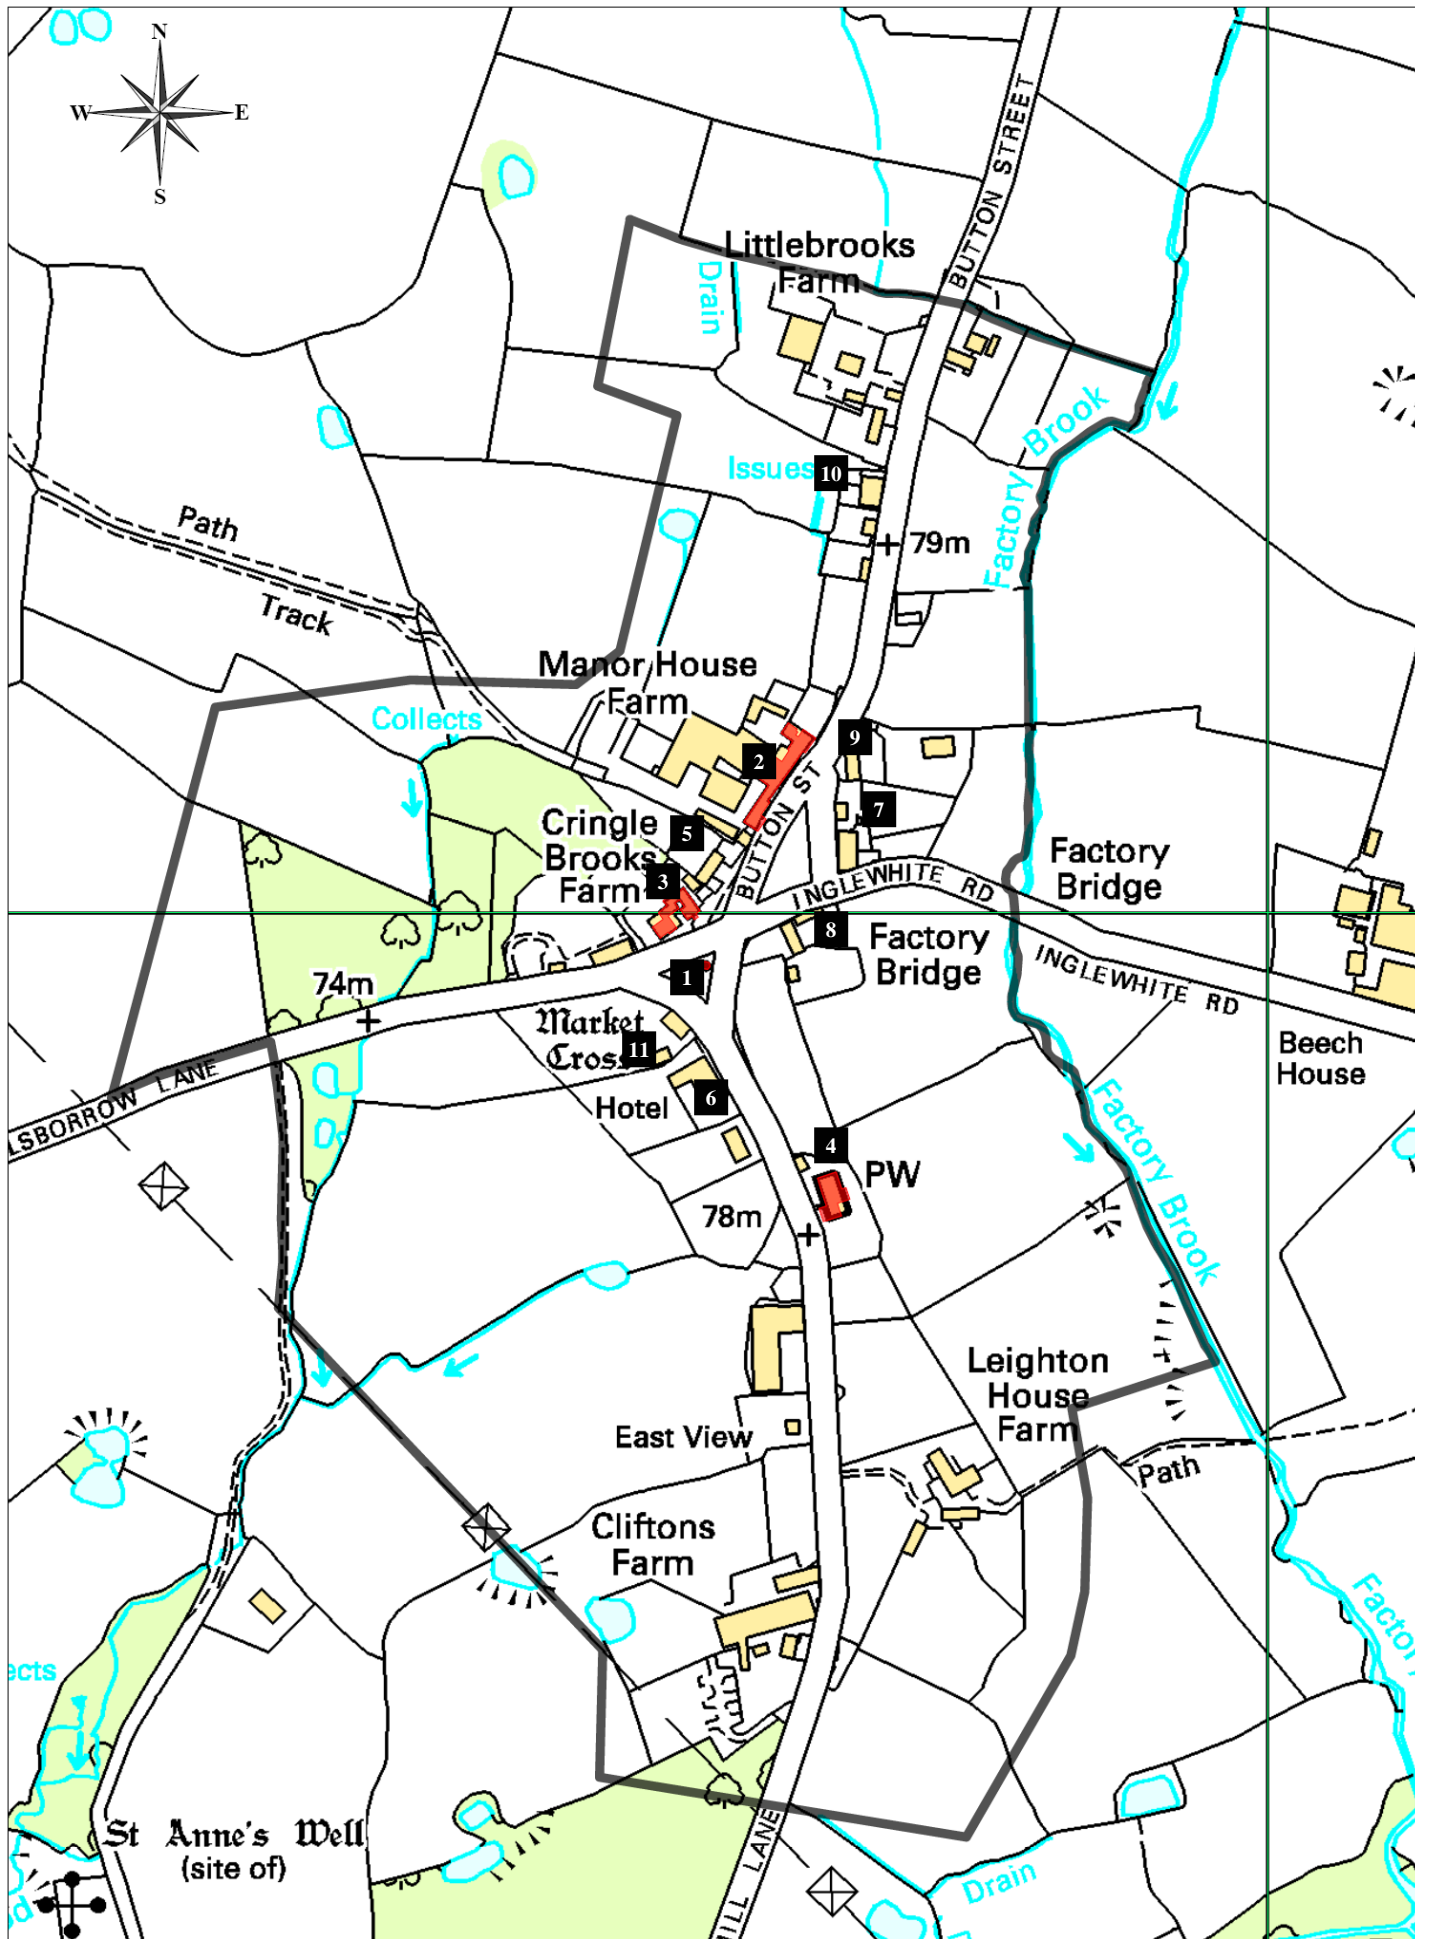 N
W E
S
BUTTON STREET
Littlebrooks
Farm
Drain
Brook
Factory
Issues 10
79m
Path
Track
Manor House
Farm
Collects
9
2
BUTTON ST
7
Cringle
Brooks
Farm
5
3
Factory
Bridge
INGLEWHITE RD
8
Factory
Bridge
INGLEWHITE RD
1
74m
Market
Cross
11
Beech
House
LSBORROW LANE
Hotel
6
Factory Brook
4
PW
78m
Leighton
House
Farm
East View
Path
Cliftons
Farm
Factor
ects
St Anne's Well
(site of)
ILL LANE
Drain